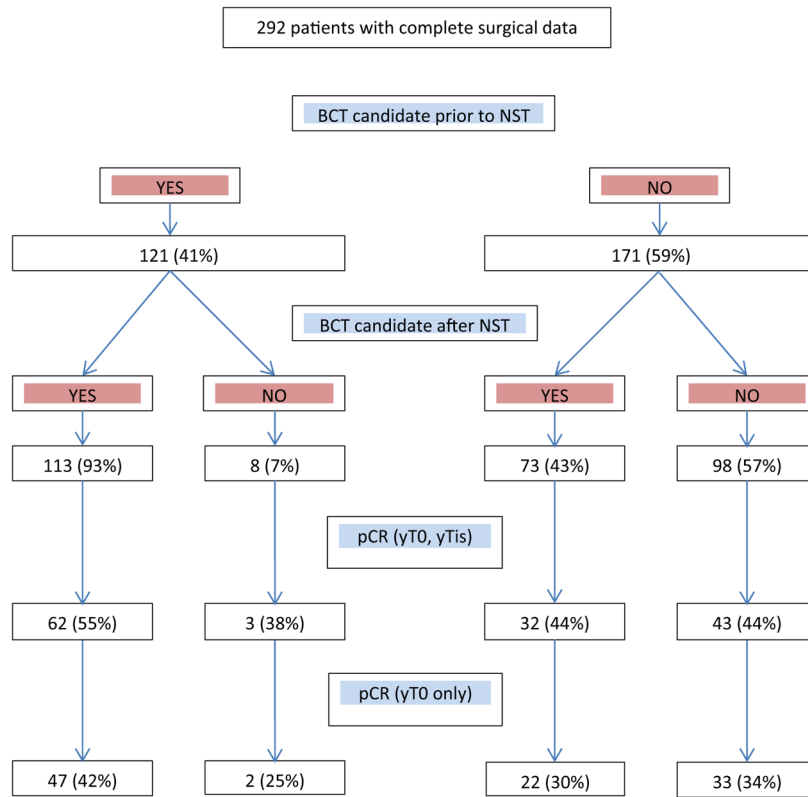 292 patients with complete surgical data
BCT candidate prior to NST
YES
NO
121 (41%)
171 (59%)
BCT candidate after NST
YES
NO
YES
NO
113 (93%)
8 (7%)
73 (43%)
98 (57%)
pCR (yT0, yTis)
62 (55%)
3 (38%)
32 (44%)
43 (44%)
pCR (yT0 only)
47 (42%)
2 (25%)
22 (30%)
33 (34%)